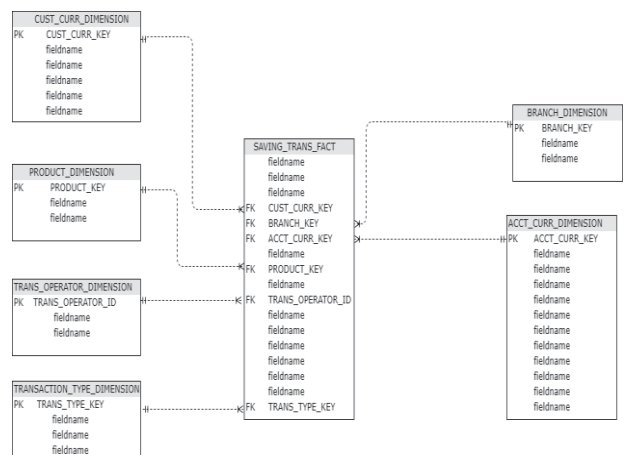 CUST_CURR_DIMENSION
PK CUST_CURR_KEY
fieldname
fieldname
fieldname
fieldname
fieldname
PRODUCT_DIMENSION
PK PRODUCT_KEY
fieldname
fieldname
TRANS_OPERATOR_DIMENSION
PK TRANS_OPERATOR_ID
fieldname
fieldname
TRANSACTION_TYPE_DIMENSION
PK TRANS_TYPE_KEY
fieldname
fieldname
fieldname
SAVING_TRANS_FACT
fieldname
fieldname
fieldname
FK CUST_CURR_KEY
FK BRANCH_KEY
FK ACCT_CURR_KEY
fieldname
FK PRODUCT_KEY
fieldname
FK TRANS_OPERATOR_ID
fieldname
fieldname
fieldname
fieldname
fieldname
fieldname
FK TRANS_TYPE_KEY
BRANCH_DIMENSION
PK BRANCH_KEY
fieldname
fieldname
ACCT_CURR_DIMENSION
PK ACCT_CURR_KEY
fieldname
fieldname
fieldname
fieldname
fieldname
fieldname
fieldname
fieldname
fieldname
fieldname
fieldname